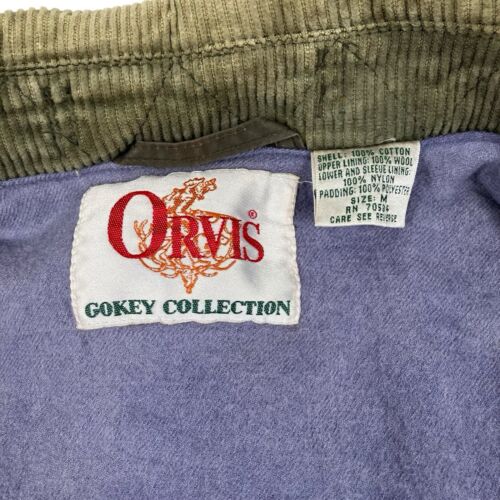 ORVIS®
GOKEY COLLECTION
SHELL: 100% COTTON
UPPER LINING: 100% WOOL
LOWER AND SLEEVE LINING:
100% NYLON
PADDING: 100% POLYESTER
SIZE: M
RN 70534
CARE SEE REVERSE